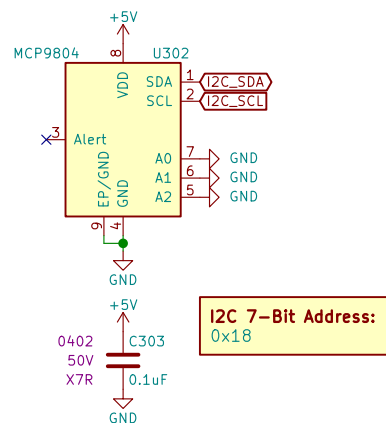 +5V
MCP9804
U302
8
VDD
SDA
1
I2C_SDA
SCL
2
I2C_SCL
3
Alert
A0
7
GND
A1
6
GND
A2
5
GND
EP/GND
GND
9
4
GND
+5V
0402
C303
50V
X7R
0.1uF
GND
I2C 7-Bit Address:
0x18